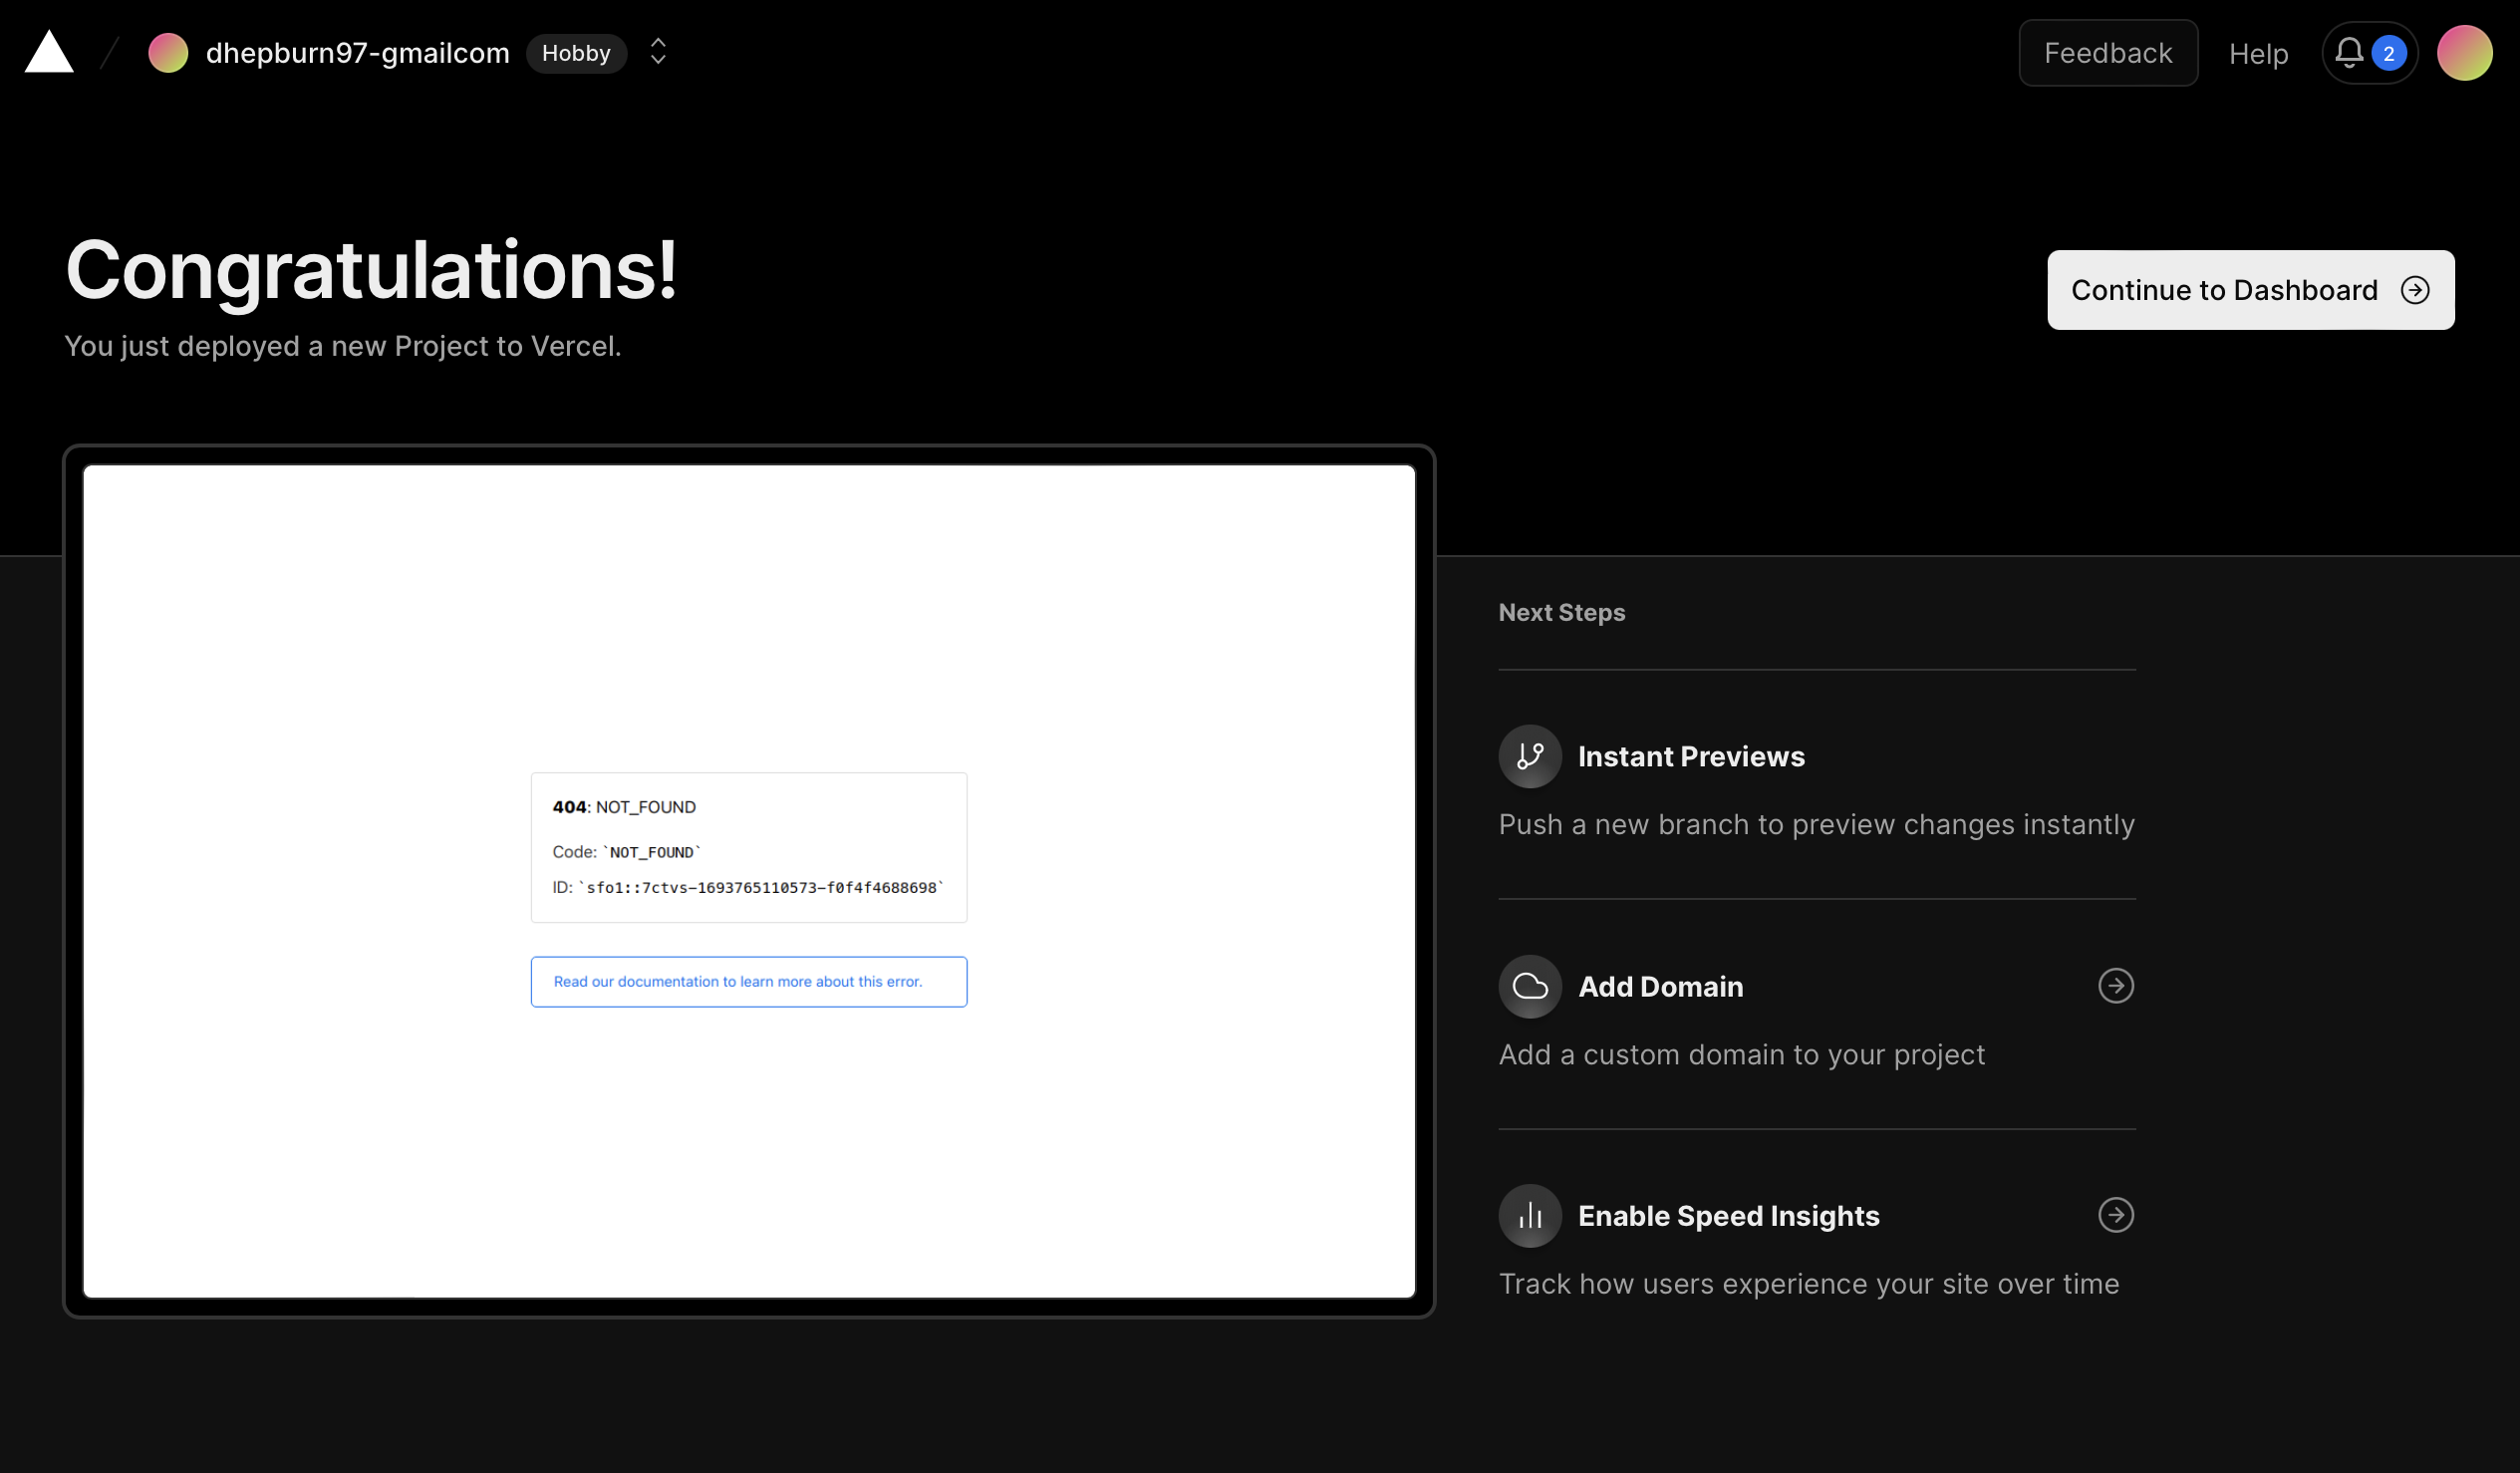 dhepburn97-gmailcom Hobby
Feedback Help 2
Congratulations!
You just deployed a new Project to Vercel.
Continue to Dashboard
404: NOT_FOUND
Code: `NOT_FOUND`
ID: `sfo1::7ctvs-1693765110573-f0f4f4688698`
Read our documentation to learn more about this error.
Next Steps
Instant Previews
Push a new branch to preview changes instantly
Add Domain
Add a custom domain to your project
Enable Speed Insights
Track how users experience your site over time